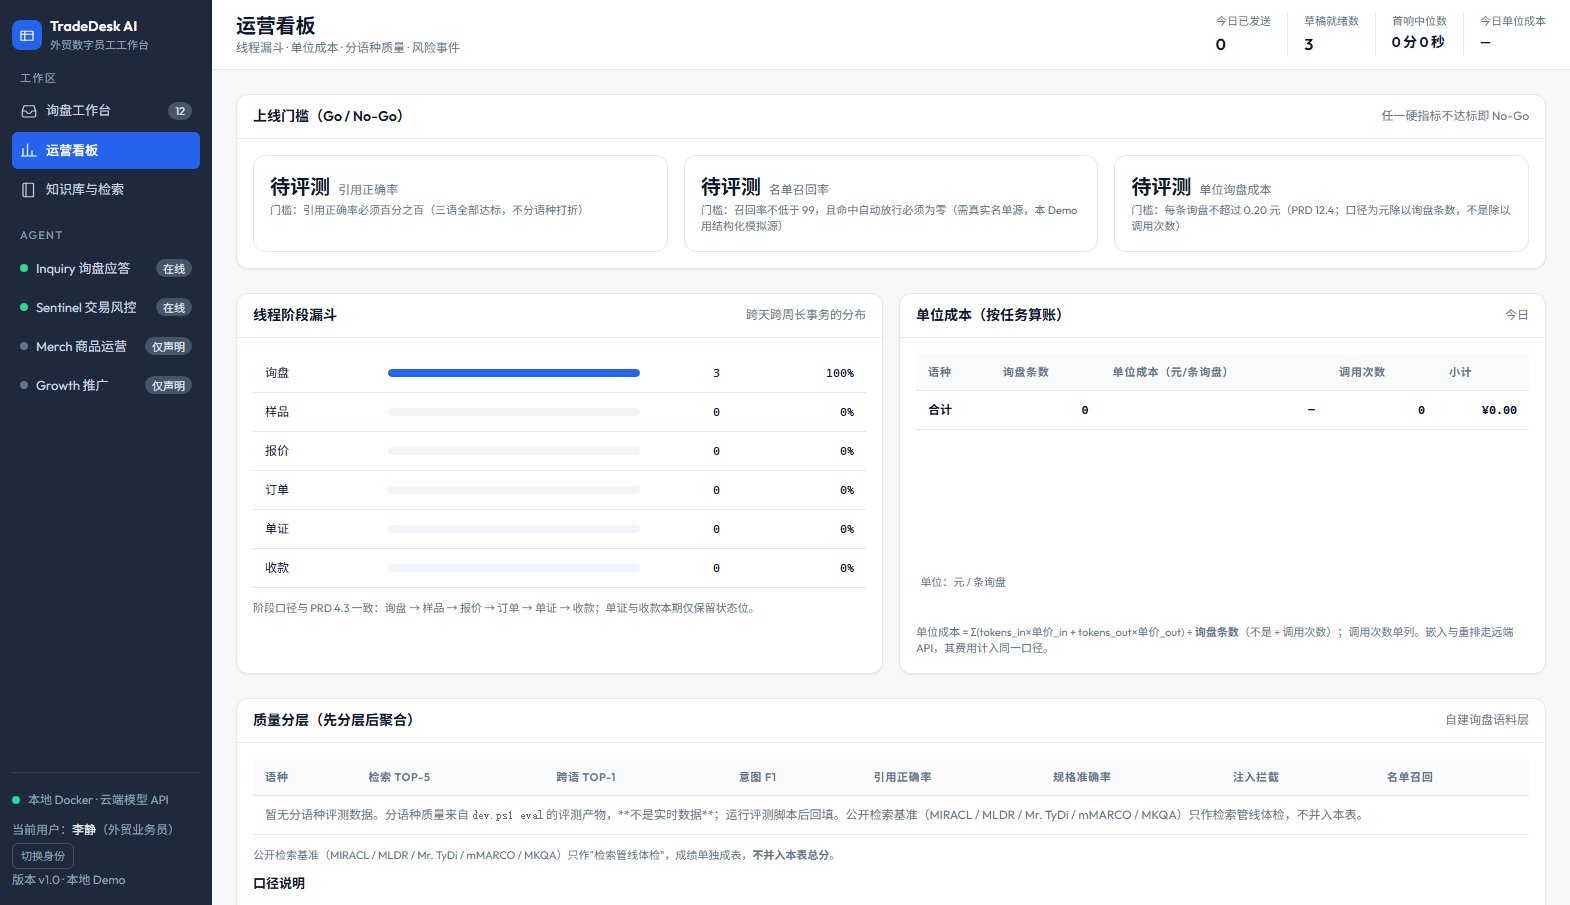 TradeDesk AI
外贸数字员工工作台
工作区
询盘工作台 12
运营看板
知识库与检索
AGENT
Inquiry 询盘应答 在线
Sentinel 交易风控 在线
Merch 商品运营 仅声明
Growth 推广 仅声明
本地 Docker · 云端模型 API
当前用户：李静（外贸业务员）
切换身份
版本 v1.0 · 本地 Demo
运营看板
线程漏斗 · 单位成本 · 分语种质量 · 风险事件
今日已发送 草稿就绪数 首响中位数 今日单位成本
0 3 0分0秒 —
上线门槛（Go / No-Go） 任一硬指标不达标即 No-Go
待评测 引用正确率
门槛：引用正确率必须百分之百（三语全部达标，不分语种打折）
待评测 名单召回率
门槛：召回率不低于 99，且命中自动放行必须为零（需真实名单源，本 Demo
用结构化模拟源）
待评测 单位询盘成本
门槛：每条询盘不超过 0.20 元（PRD 12.4；口径为元除以询盘条数，不是除以
调用次数）
线程阶段漏斗 跨天跨周长事务的分布
询盘 3 100%
样品 0 0%
报价 0 0%
订单 0 0%
单证 0 0%
收款 0 0%
阶段口径与 PRD 4.3 一致：询盘 → 样品 → 报价 → 订单 → 单证 → 收款；单证与收款本期仅保留状态位。
单位成本（按任务算账） 今日
语种 询盘条数 单位成本（元/条询盘） 调用次数 小计
合计 0 — 0 ¥0.00
单位：元 / 条询盘
单位成本 = Σ(tokens_in×单价_in + tokens_out×单价_out) ÷ 询盘条数（不是 ÷ 调用次数）；调用次数单列。嵌入与重排走远端
API，其费用计入同一口径。
质量分层（先分层后聚合） 自建询盘语料层
语种 检索 TOP-5 跨语 TOP-1 意图 F1 引用正确率 规格准确率 注入拦截 名单召回
暂无分语种评测数据。分语种质量来自 dev.ps1 eval 的评测产物，**不是实时数据**；运行评测脚本后回填。公开检索基准（MIRACL / MLDR / Mr. TyDi / mMARCO / MKQA）只作检索管线体检，不并入本表。
公开检索基准（MIRACL / MLDR / Mr. TyDi / mMARCO / MKQA）只作"检索管线体检"，成绩单独成表，不并入本表总分。
口径说明